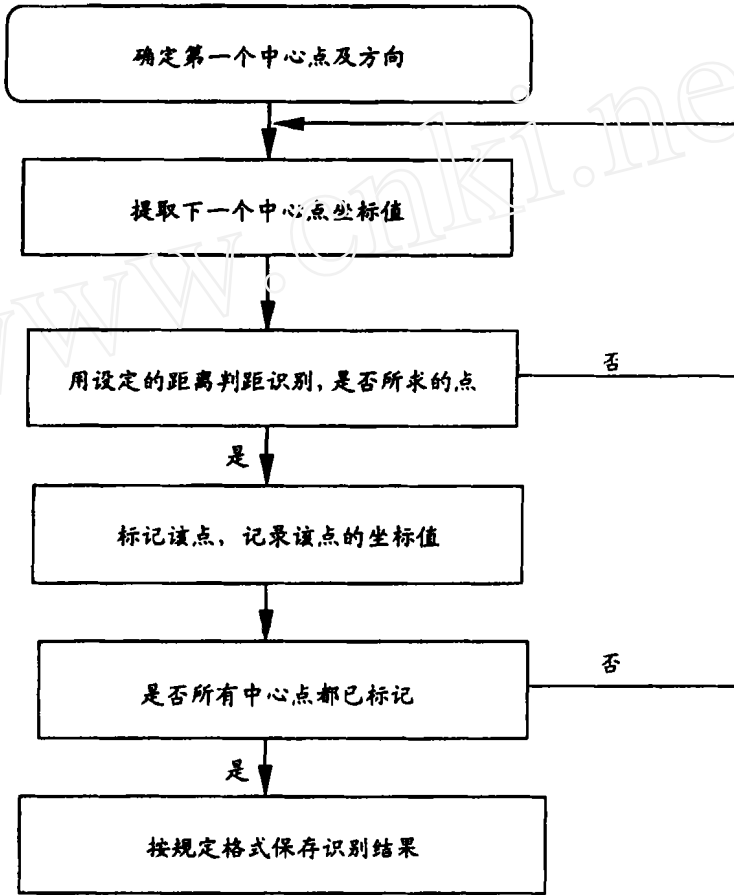 确定第一个中心点及方向
提取下一个中心点坐标值
用设定的距离判距识别，是否所求的点
否
是
标记该点，记录该点的坐标值
是否所有中心点都已标记
否
是
按规定格式保存识别结果
www.cnki.ne